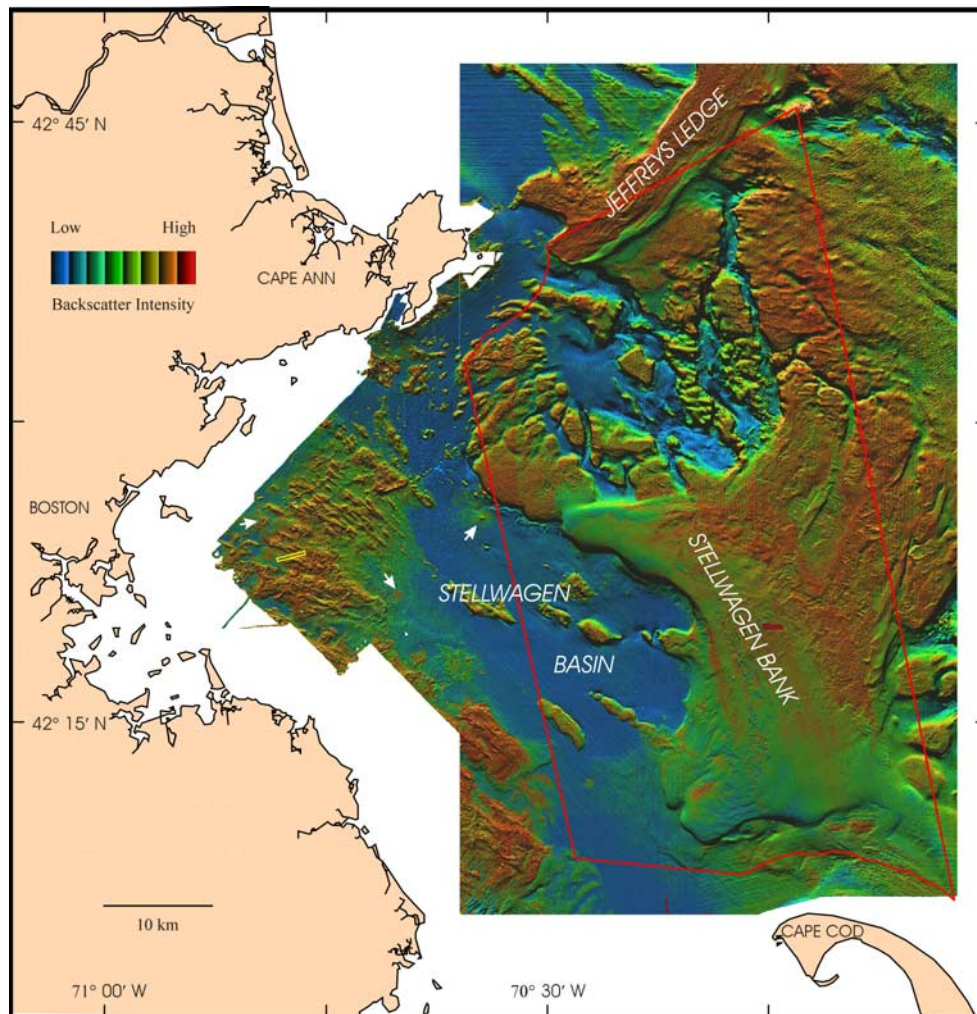 42° 45' N
JEFFREYS LEDGE
Low High
CAPE ANN
Backscatter Intensity
BOSTON
STELLWAGEN
BASIN
STELLWAGEN BANK
42° 15' N
10 km
CAPE COD
71° 00' W
70° 30' W